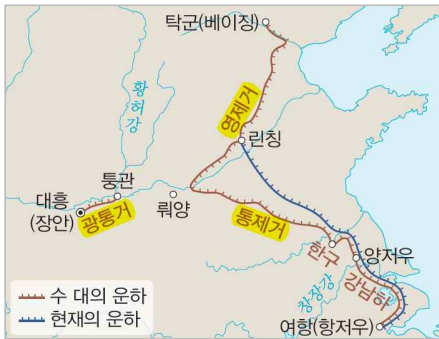 탁군(베이징)
황허강
영제거
린칭
퉁관
대흥
(장안)
광통거
뤄양
통제거
한구
양저우
강남하
창장강
여항(항저우)
수 대의 운하
현재의 운하